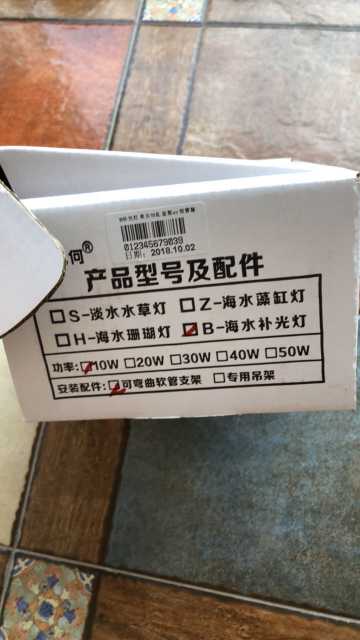 012345679039
日期: 2018.10.02
何®
产品型号及配件
S-淡水水草灯 Z-海水藻缸灯
H-海水珊瑚灯 B-海水补光灯
功率: 10W 20W 30W 40W 50W
安装配件: 可弯曲软管支架 专用吊架